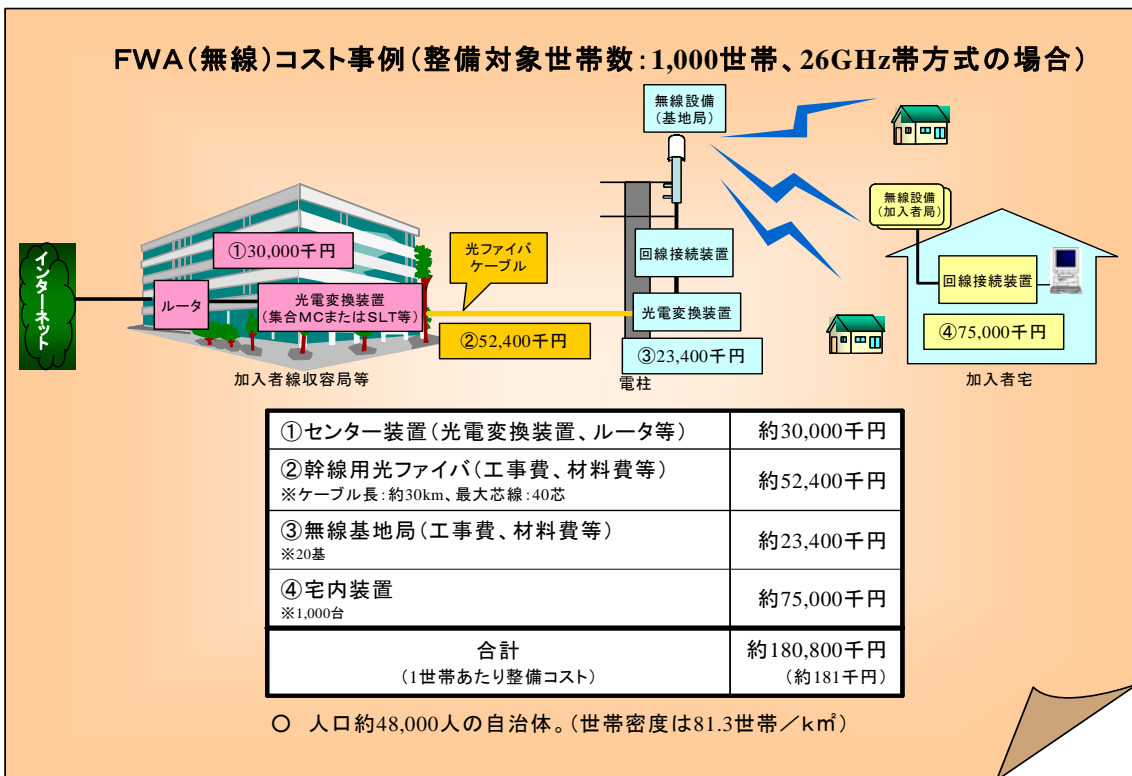 FWA(無線)コスト事例(整備対象世帯数:1,000世帯、26GHz帯方式の場合)
無線設備
(基地局)
無線設備
(加入者局)
インターネット
①30,000千円
ルータ
光電変換装置
(集合MCまたはSLT等)
光ファイバ
ケーブル
②52,400千円
回線接続装置
光電変換装置
③23,400千円
回線接続装置
④75,000千円
加入者線収容局等
電柱
加入者宅
①センター装置(光電変換装置、ルータ等)
約30,000千円
②幹線用光ファイバ(工事費、材料費等)
※ケーブル長:約30km、最大芯線:40芯
約52,400千円
③無線基地局(工事費、材料費等)
※20基
約23,400千円
④宅内装置
※1,000台
約75,000千円
合計
(1世帯あたり整備コスト)
約180,800千円
(約181千円)
○ 人口約48,000人の自治体。(世帯密度は81.3世帯/k㎡)